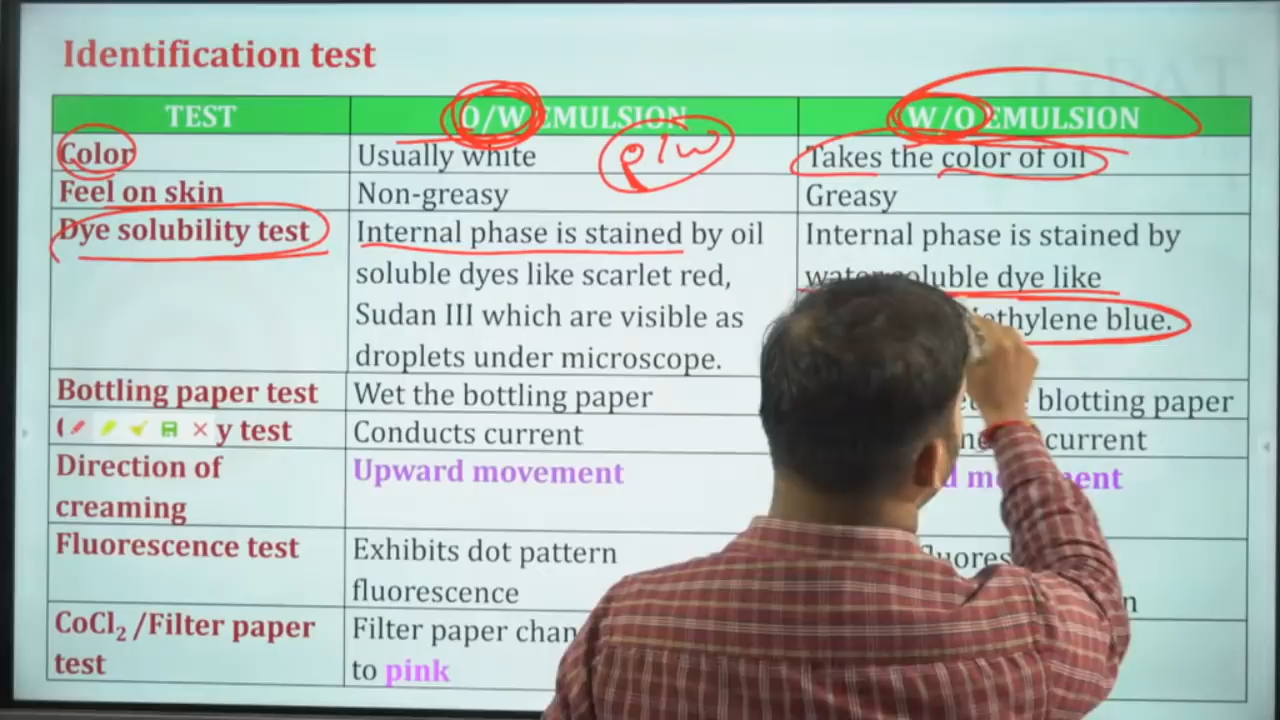 Identification test
TEST
O/W EMULSION
W/O EMULSION
Color
Usually white
o/w
Takes the color of oil
Feel on skin
Non-greasy
Greasy
Dye solubility test
Internal phase is stained by oil
soluble dyes like scarlet red,
Sudan III which are visible as
droplets under microscope.
Internal phase is stained by
water soluble dye like
methylene blue.
Bottling paper test
Wet the bottling paper
blotting paper
y test
Conducts current
current
Direction of
creaming
Upward movement
Fluorescence test
Exhibits dot pattern
fluorescence
CoCl₂ /Filter paper
test
Filter paper
to pink